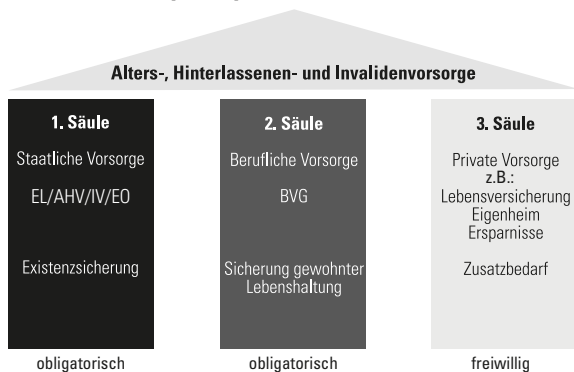 Alters-, Hinterlassenen- und Invalidenvorsorge
1. Säule
Staatliche Vorsorge
EL/AHV/IV/EO
Existenzsicherung
obligatorisch
2. Säule
Berufliche Vorsorge
BVG
Sicherung gewohnter
Lebenshaltung
obligatorisch
3. Säule
Private Vorsorge
z.B.:
Lebensversicherung
Eigenheim
Ersparnisse
Zusatzbedarf
freiwillig